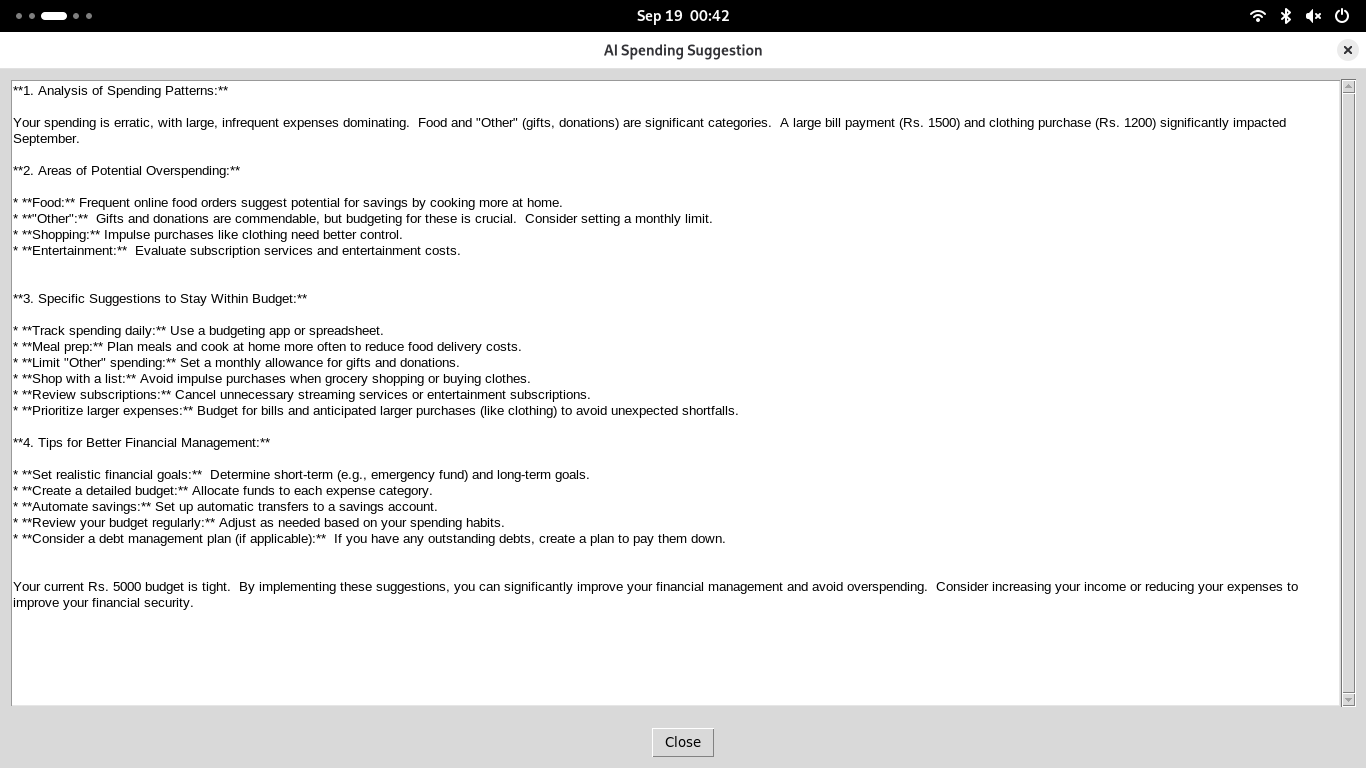 Sep 19  00:42
AI Spending Suggestion
**1. Analysis of Spending Patterns:**
Your spending is erratic, with large, infrequent expenses dominating.  Food and "Other" (gifts, donations) are significant categories.  A large bill payment (Rs. 1500) and clothing purchase (Rs. 1200) significantly impacted
September.
**2. Areas of Potential Overspending:**
* **Food:** Frequent online food orders suggest potential for savings by cooking more at home.
* **"Other":**  Gifts and donations are commendable, but budgeting for these is crucial.  Consider setting a monthly limit.
* **Shopping:** Impulse purchases like clothing need better control.
* **Entertainment:**  Evaluate subscription services and entertainment costs.
**3. Specific Suggestions to Stay Within Budget:**
* **Track spending daily:** Use a budgeting app or spreadsheet.
* **Meal prep:** Plan meals and cook at home more often to reduce food delivery costs.
* **Limit "Other" spending:** Set a monthly allowance for gifts and donations.
* **Shop with a list:** Avoid impulse purchases when grocery shopping or buying clothes.
* **Review subscriptions:** Cancel unnecessary streaming services or entertainment subscriptions.
* **Prioritize larger expenses:** Budget for bills and anticipated larger purchases (like clothing) to avoid unexpected shortfalls.
**4. Tips for Better Financial Management:**
* **Set realistic financial goals:**  Determine short-term (e.g., emergency fund) and long-term goals.
* **Create a detailed budget:** Allocate funds to each expense category.
* **Automate savings:** Set up automatic transfers to a savings account.
* **Review your budget regularly:** Adjust as needed based on your spending habits.
* **Consider a debt management plan (if applicable):**  If you have any outstanding debts, create a plan to pay them down.
Your current Rs. 5000 budget is tight.  By implementing these suggestions, you can significantly improve your financial management and avoid overspending.  Consider increasing your income or reducing your expenses to
improve your financial security.
Close